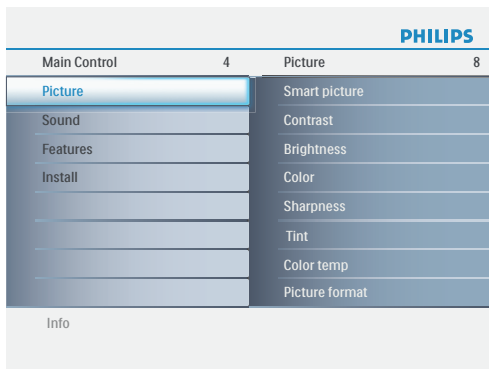 PHILIPS
Main Control 4
Picture 8
Picture
Sound
Features
Install
Smart picture
Contrast
Brightness
Color
Sharpness
Tint
Color temp
Picture format
Info